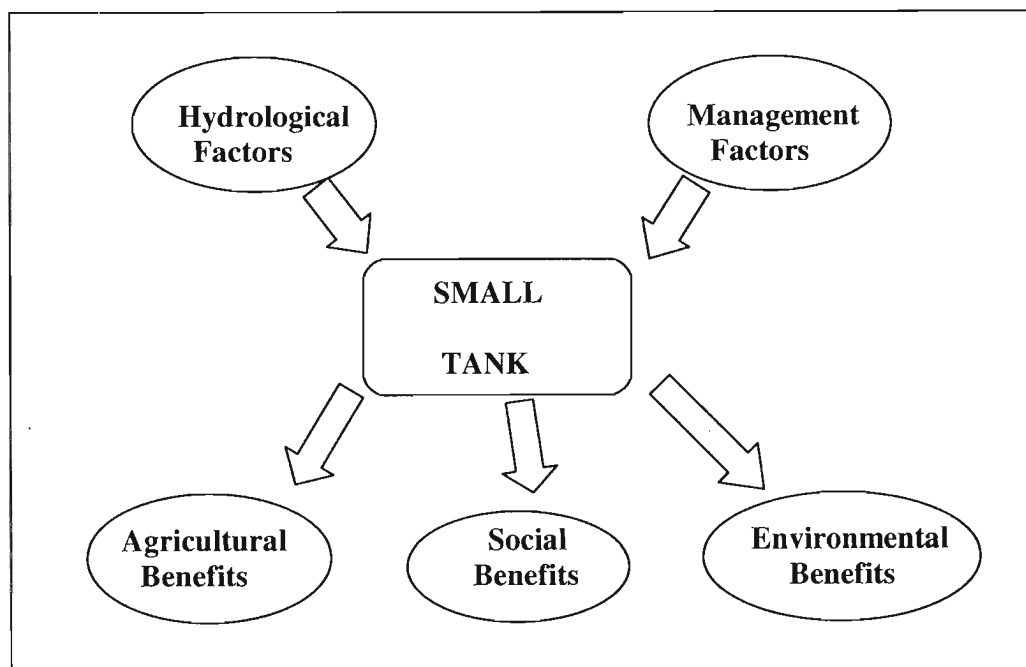 Hydrological
Factors
Management
Factors
SMALL
TANK
Agricultural
Benefits
Social
Benefits
Environmental
Benefits